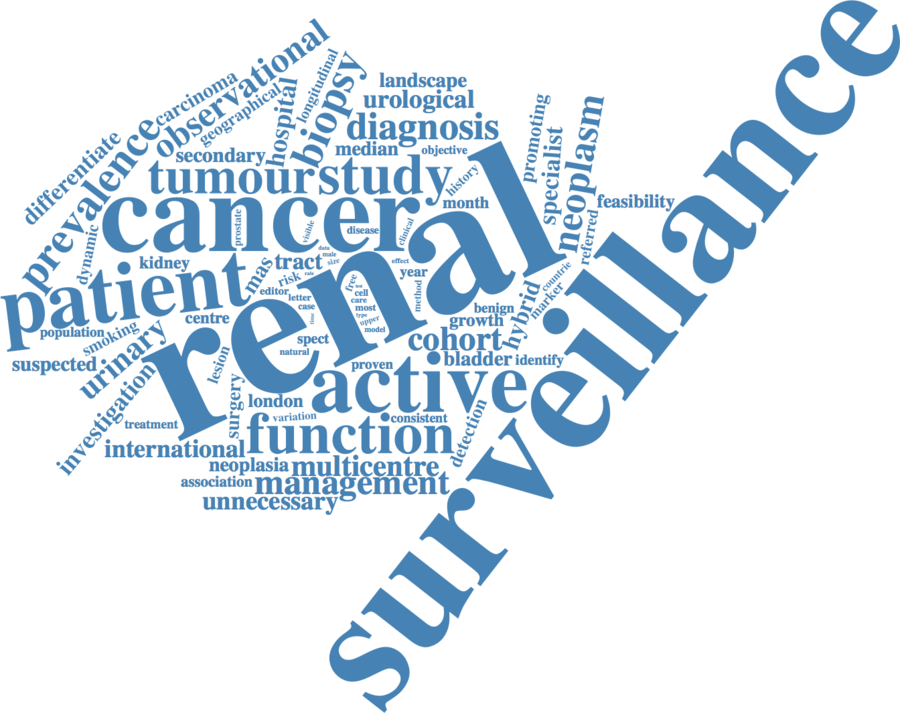 surveillance
renal
cancer
patient
active
function
tumour
study
observational
prevalence
biopsy
diagnosis
urological
landscape
median
objective
secondary
hospital
longitudinal
geographical
carcinoma
differentiate
dynamic
kidney
population
smoking
suspected
urinary
investigation
treatment
international
centre
lesion
surgery
london
variation
neoplasia
association
multicentre
management
unnecessary
consistent
detection
cohort
bladder
identify
growth
benign
hybrid
marker
countrie
neoplasm
referred
feasibility
specialist
promoting
history
month
year
clinical
disease
prostate
visible
tract
mas
risk
rate
editor
letter
case
spect
natural
time
data
male
size
effect
free
cell
care
most
type
upper
model
method
proven